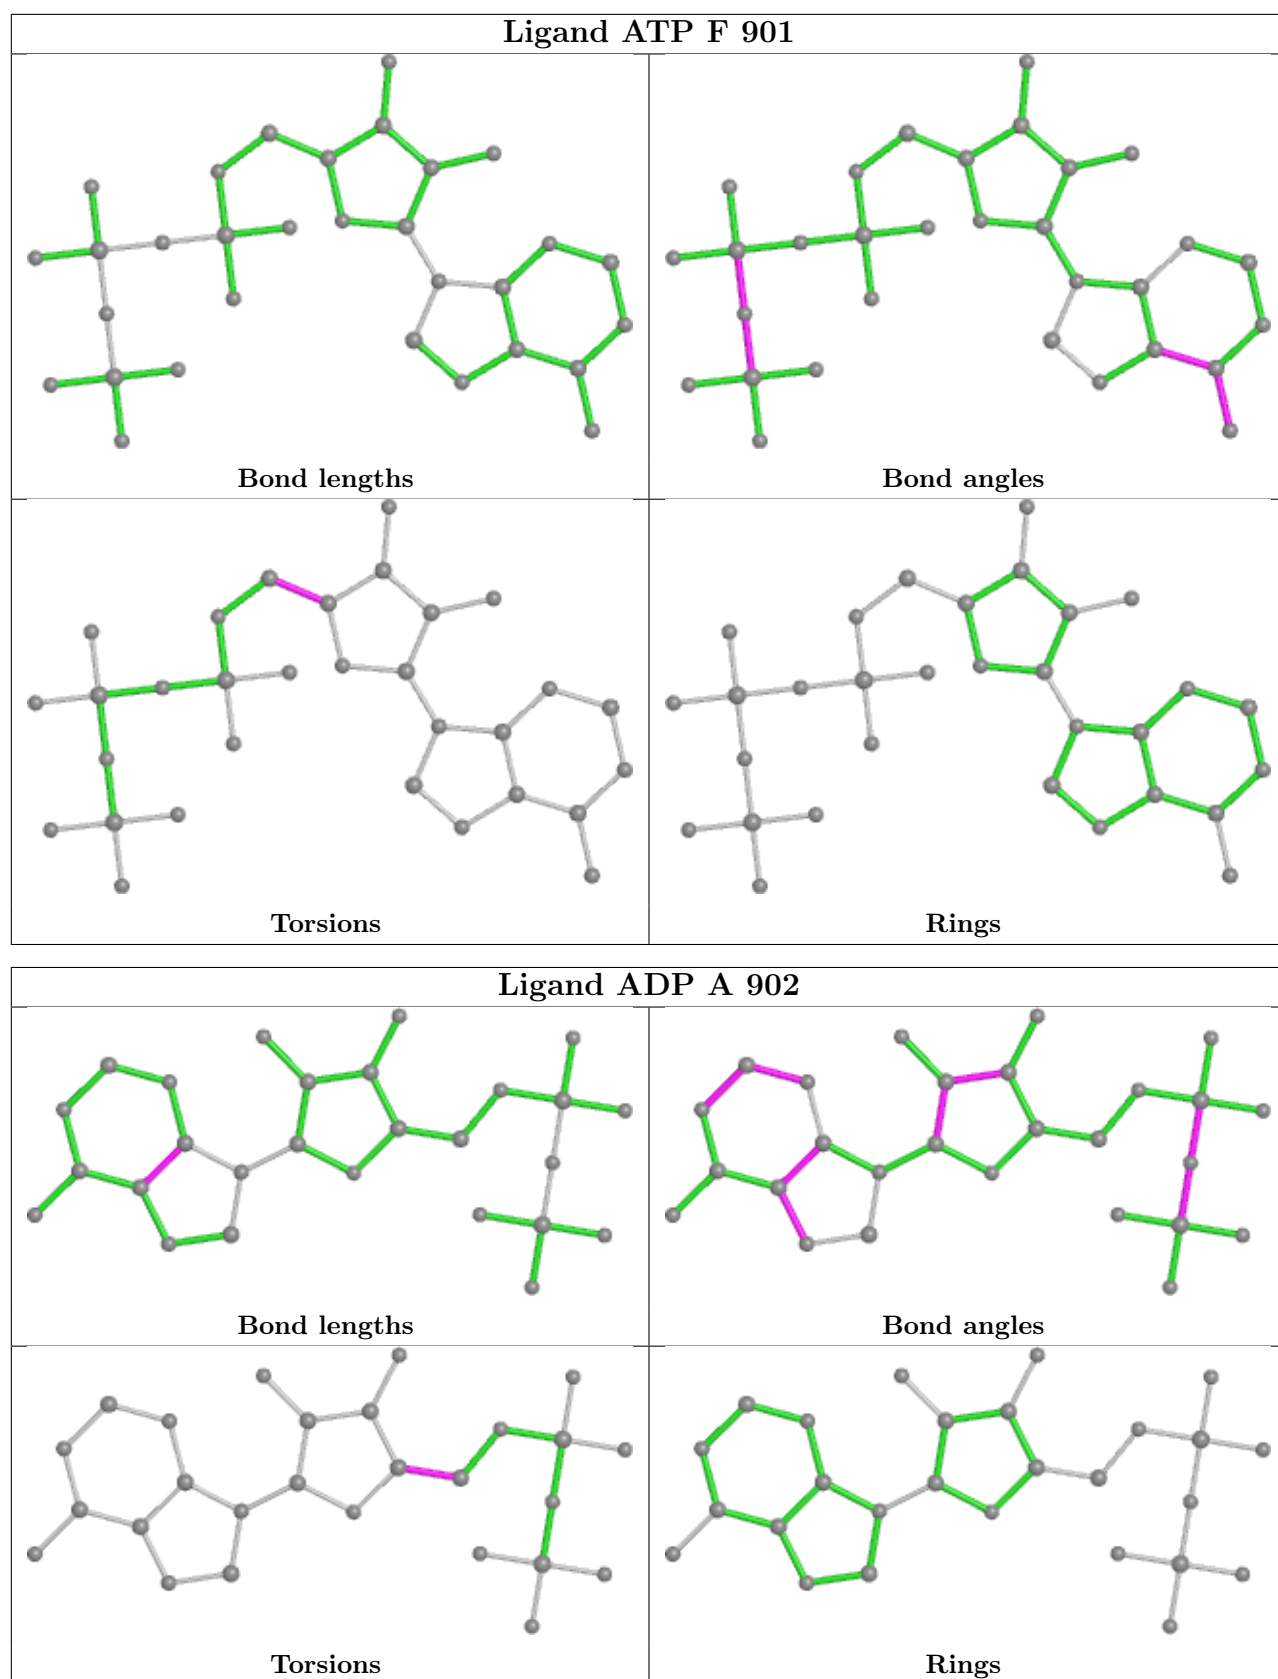 Ligand ATP F 901
Bond lengths
Bond angles
Torsions
Rings
Ligand ADP A 902
Bond lengths
Bond angles
Torsions
Rings